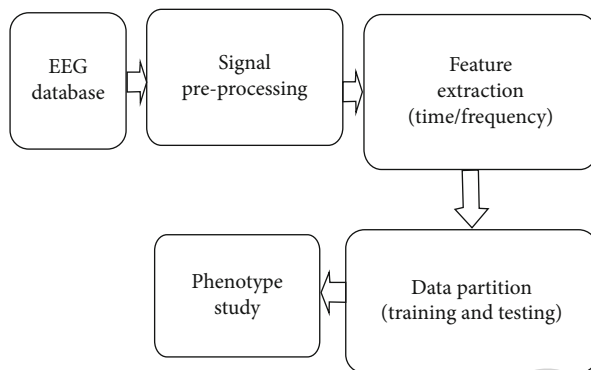 EEG
database
Signal
pre-processing
Feature
extraction
(time/frequency)
Data partition
(training and testing)
Phenotype
study